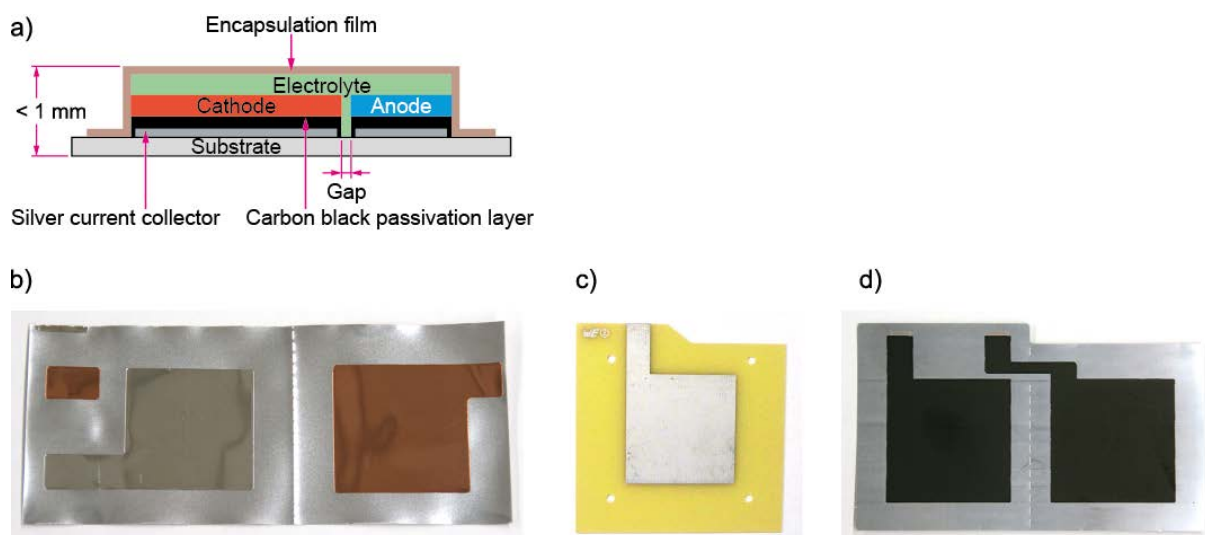 a)
Encapsulation film
Electrolyte
Cathode
Anode
< 1 mm
Substrate
Gap
Silver current collector
Carbon black passivation layer
b)
c)
d)